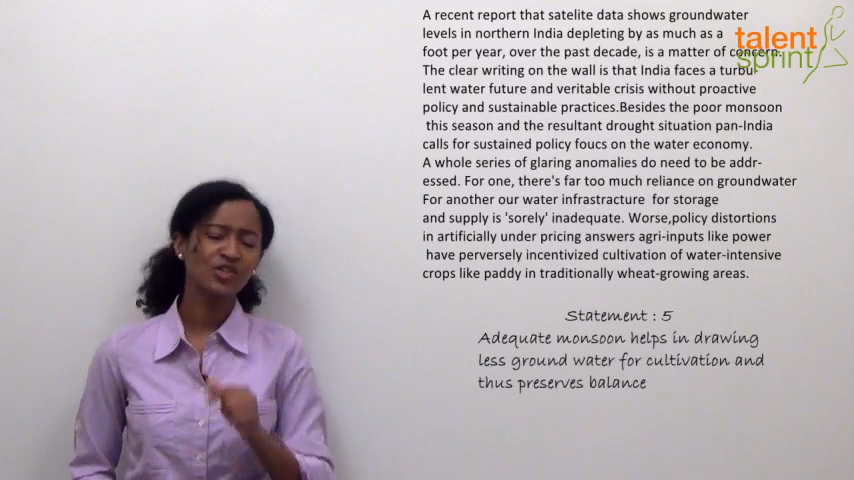 A recent report that satelite data shows groundwater
levels in northern India depleting by as much as a
foot per year, over the past decade, is a matter of concern.
The clear writing on the wall is that India faces a turbu-
lent water future and veritable crisis without proactive
policy and sustainable practices.Besides the poor monsoon
this season and the resultant drought situation pan-India
calls for sustained policy foucs on the water economy.
A whole series of glaring anomalies do need to be addr-
essed. For one, there's far too much reliance on groundwater
For another our water infrastracture for storage
and supply is 'sorely' inadequate. Worse,policy distortions
in artificially under pricing answers agri-inputs like power
have perversely incentivized cultivation of water-intensive
crops like paddy in traditionally wheat-growing areas.
talent
sprint
Statement : 5
Adequate monsoon helps in drawing
less ground water for cultivation and
thus preserves balance